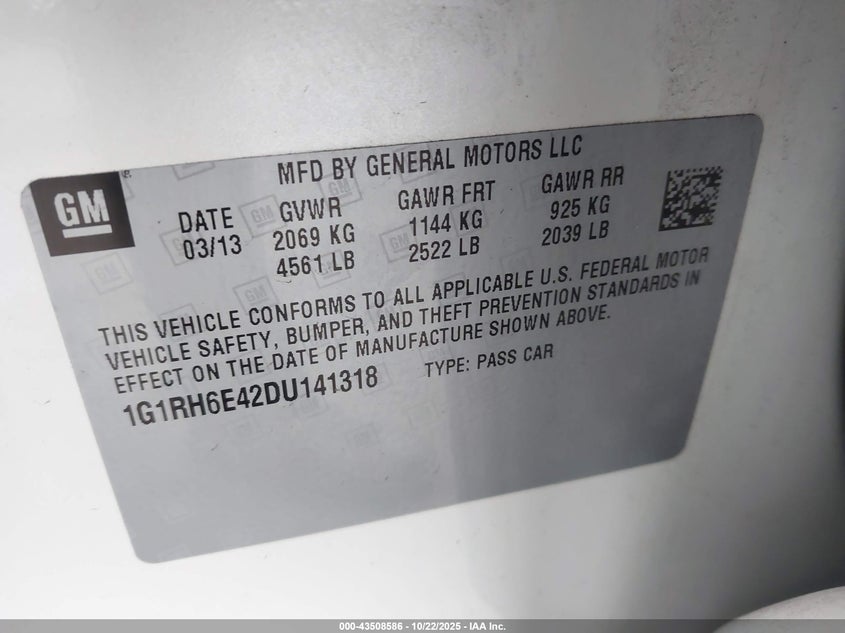 MFD BY GENERAL MOTORS LLC
GM
DATE GVWR GAWR FRT GAWR RR
03/13 2069 KG 1144 KG 925 KG
4561 LB 2522 LB 2039 LB
THIS VEHICLE CONFORMS TO ALL APPLICABLE U.S. FEDERAL MOTOR
VEHICLE SAFETY, BUMPER, AND THEFT PREVENTION STANDARDS IN
EFFECT ON THE DATE OF MANUFACTURE SHOWN ABOVE.
1G1RH6E42DU141318 TYPE: PASS CAR
000-43508586 - 10/22/2025 - IAA Inc.